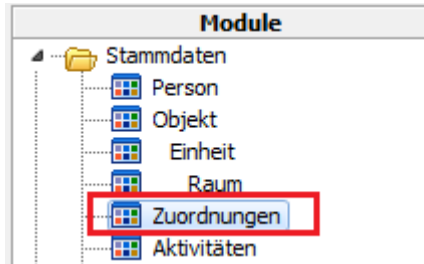 Module
Stammdaten
Person
Objekt
Einheit
Raum
Zuordnungen
Aktivitäten